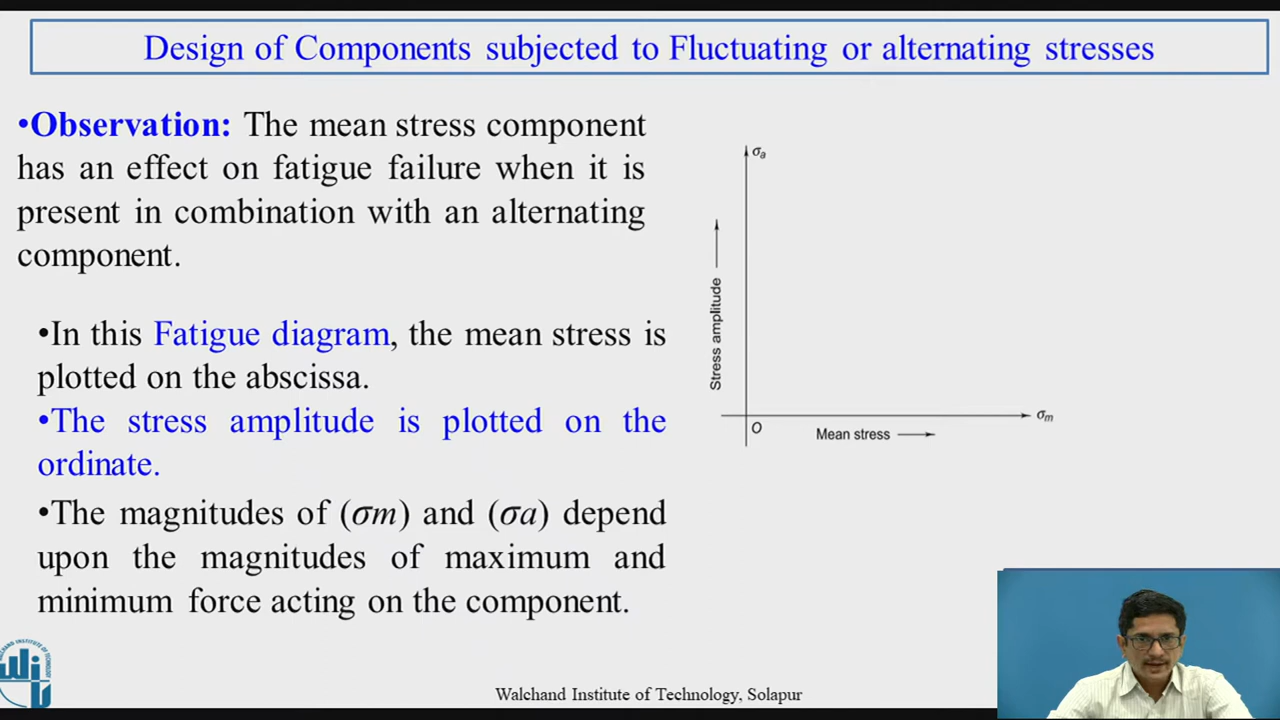 Design of Components subjected to Fluctuating or alternating stresses
•Observation: The mean stress component
has an effect on fatigue failure when it is
present in combination with an alternating
component.
•In this Fatigue diagram, the mean stress is
plotted on the abscissa.
•The stress amplitude is plotted on the
ordinate.
•The magnitudes of (σm) and (σa) depend
upon the magnitudes of maximum and
minimum force acting on the component.
σa
Stress amplitude
O
σm
Mean stress
WALCHAND INSTITUTE OF TECHNOLOGY
Walchand Institute of Technology, Solapur